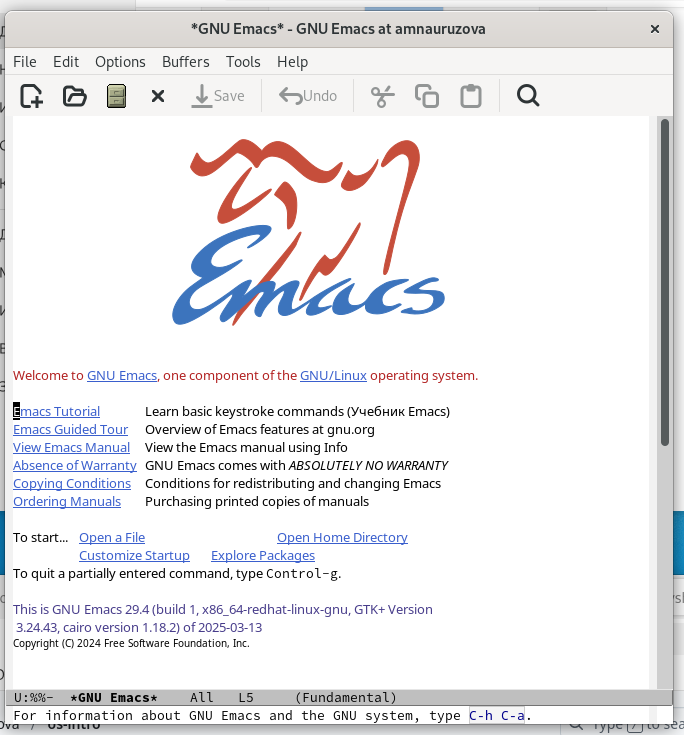 *GNU Emacs* - GNU Emacs at amnauruzova
File Edit Options Buffers Tools Help
Save Undo
Emacs
Welcome to GNU Emacs, one component of the GNU/Linux operating system.
Emacs Tutorial Learn basic keystroke commands (Учебник Emacs)
Emacs Guided Tour Overview of Emacs features at gnu.org
View Emacs Manual View the Emacs manual using Info
Absence of Warranty GNU Emacs comes with ABSOLUTELY NO WARRANTY
Copying Conditions Conditions for redistributing and changing Emacs
Ordering Manuals Purchasing printed copies of manuals
To start... Open a File Open Home Directory
Customize Startup Explore Packages
To quit a partially entered command, type Control-g.
This is GNU Emacs 29.4 (build 1, x86_64-redhat-linux-gnu, GTK+ Version
3.24.43, cairo version 1.18.2) of 2025-03-13
Copyright (C) 2024 Free Software Foundation, Inc.
U:%%- *GNU Emacs* All L5 (Fundamental)
For information about GNU Emacs and the GNU system, type C-h C-a.